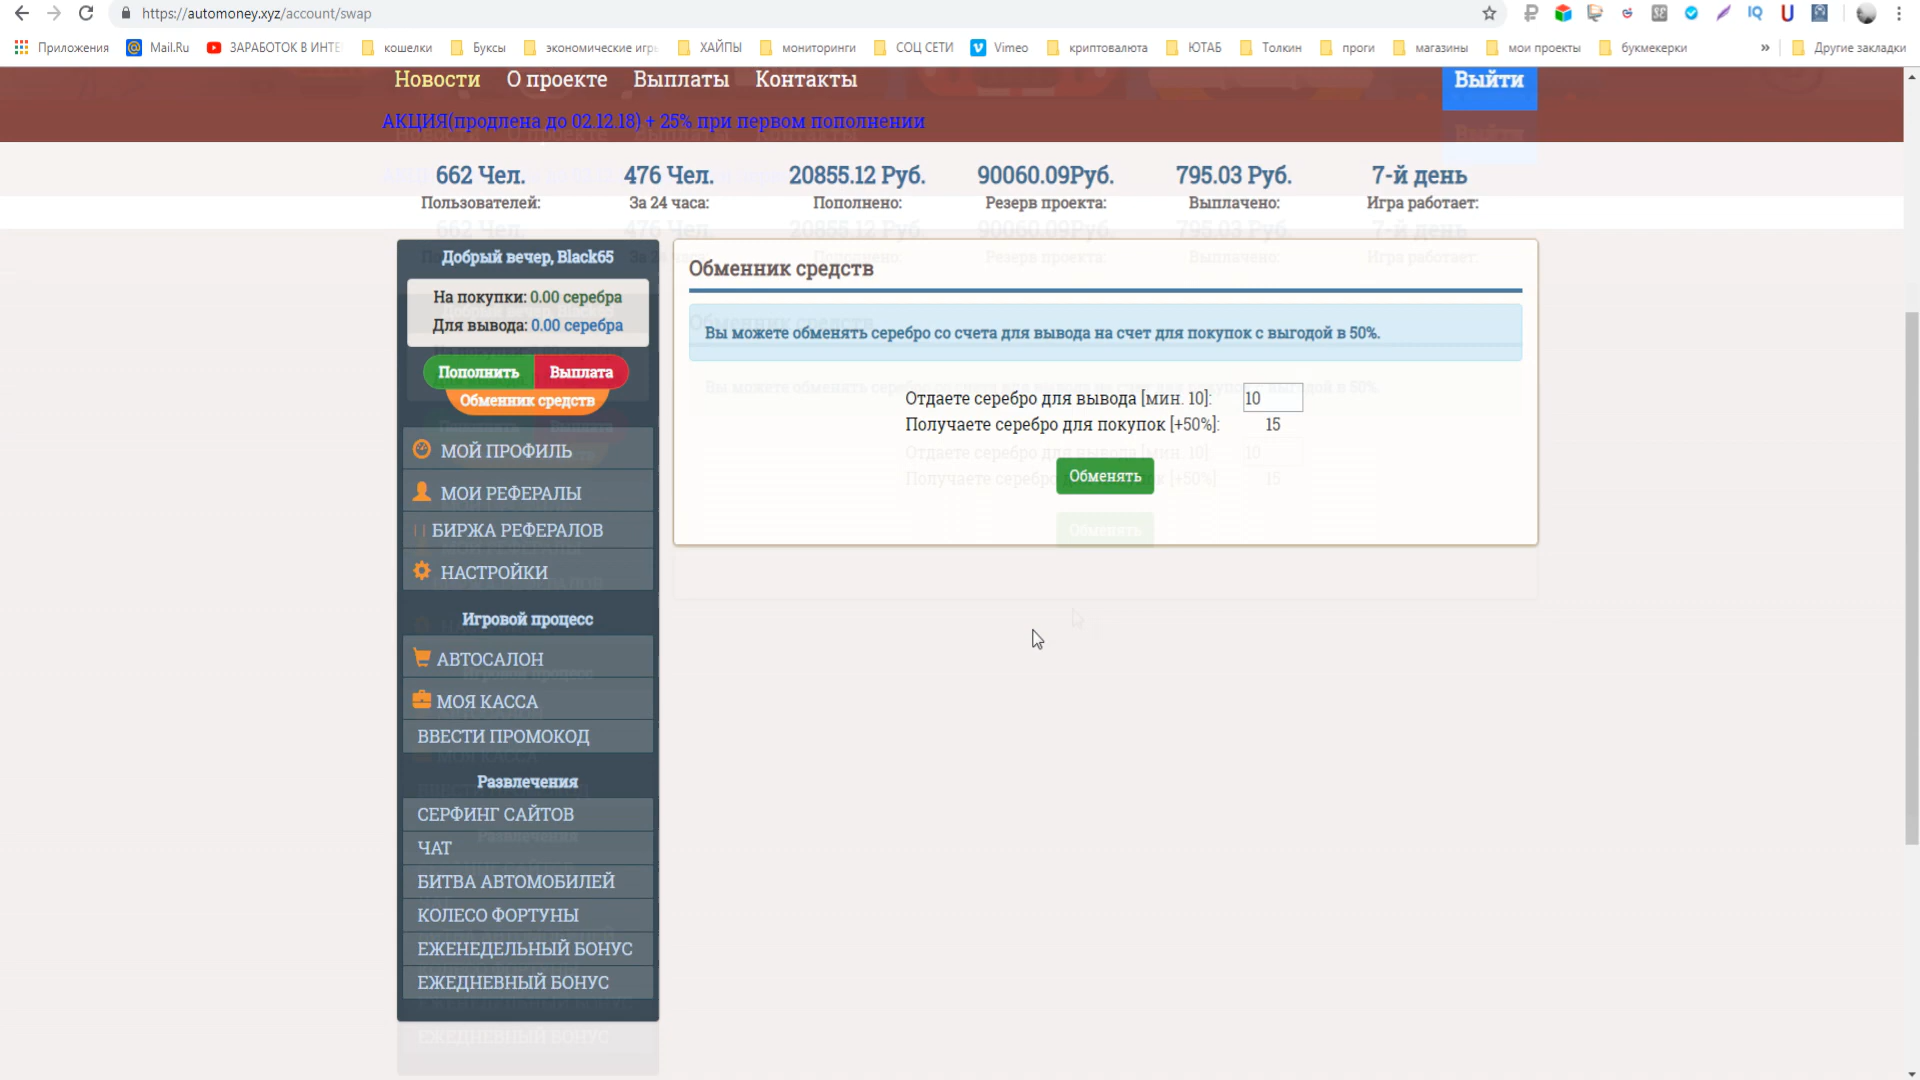 https://automoney.xyz/account/swap
Приложения Mail.Ru ЗАРАБОТОК В ИНТЕ кошелки Буксы экономические игры ХАЙПЫ мониторинги СОЦ СЕТИ Vimeo криптовалюта ЮТАБ Толкин проги магазины мои проекты букмекерки » Другие закладки
Новости О проекте Выплаты Контакты Выйти
АКЦИЯ(продлена до 02.12.18) + 25% при первом пополнении
662 Чел. 476 Чел. 20855.12 Руб. 90060.09Руб. 795.03 Руб. 7-й день
Пользователей: За 24 часа: Пополнено: Резерв проекта: Выплачено: Игра работает:
Добрый вечер, Black65
На покупки: 0.00 серебра
Для вывода: 0.00 серебра
Пополнить Выплата
Обменник средств
МОЙ ПРОФИЛЬ
МОИ РЕФЕРАЛЫ
БИРЖА РЕФЕРАЛОВ
НАСТРОЙКИ
Игровой процесс
АВТОСАЛОН
МОЯ КАССА
ВВЕСТИ ПРОМОКОД
Развлечения
СЕРФИНГ САЙТОВ
ЧАТ
БИТВА АВТОМОБИЛЕЙ
КОЛЕСО ФОРТУНЫ
ЕЖЕНЕДЕЛЬНЫЙ БОНУС
ЕЖЕДНЕВНЫЙ БОНУС
Обменник средств
Вы можете обменять серебро со счета для вывода на счет для покупок с выгодой в 50%.
Отдаете серебро для вывода [мин. 10]: 10
Получаете серебро для покупок [+50%]: 15
Обменять